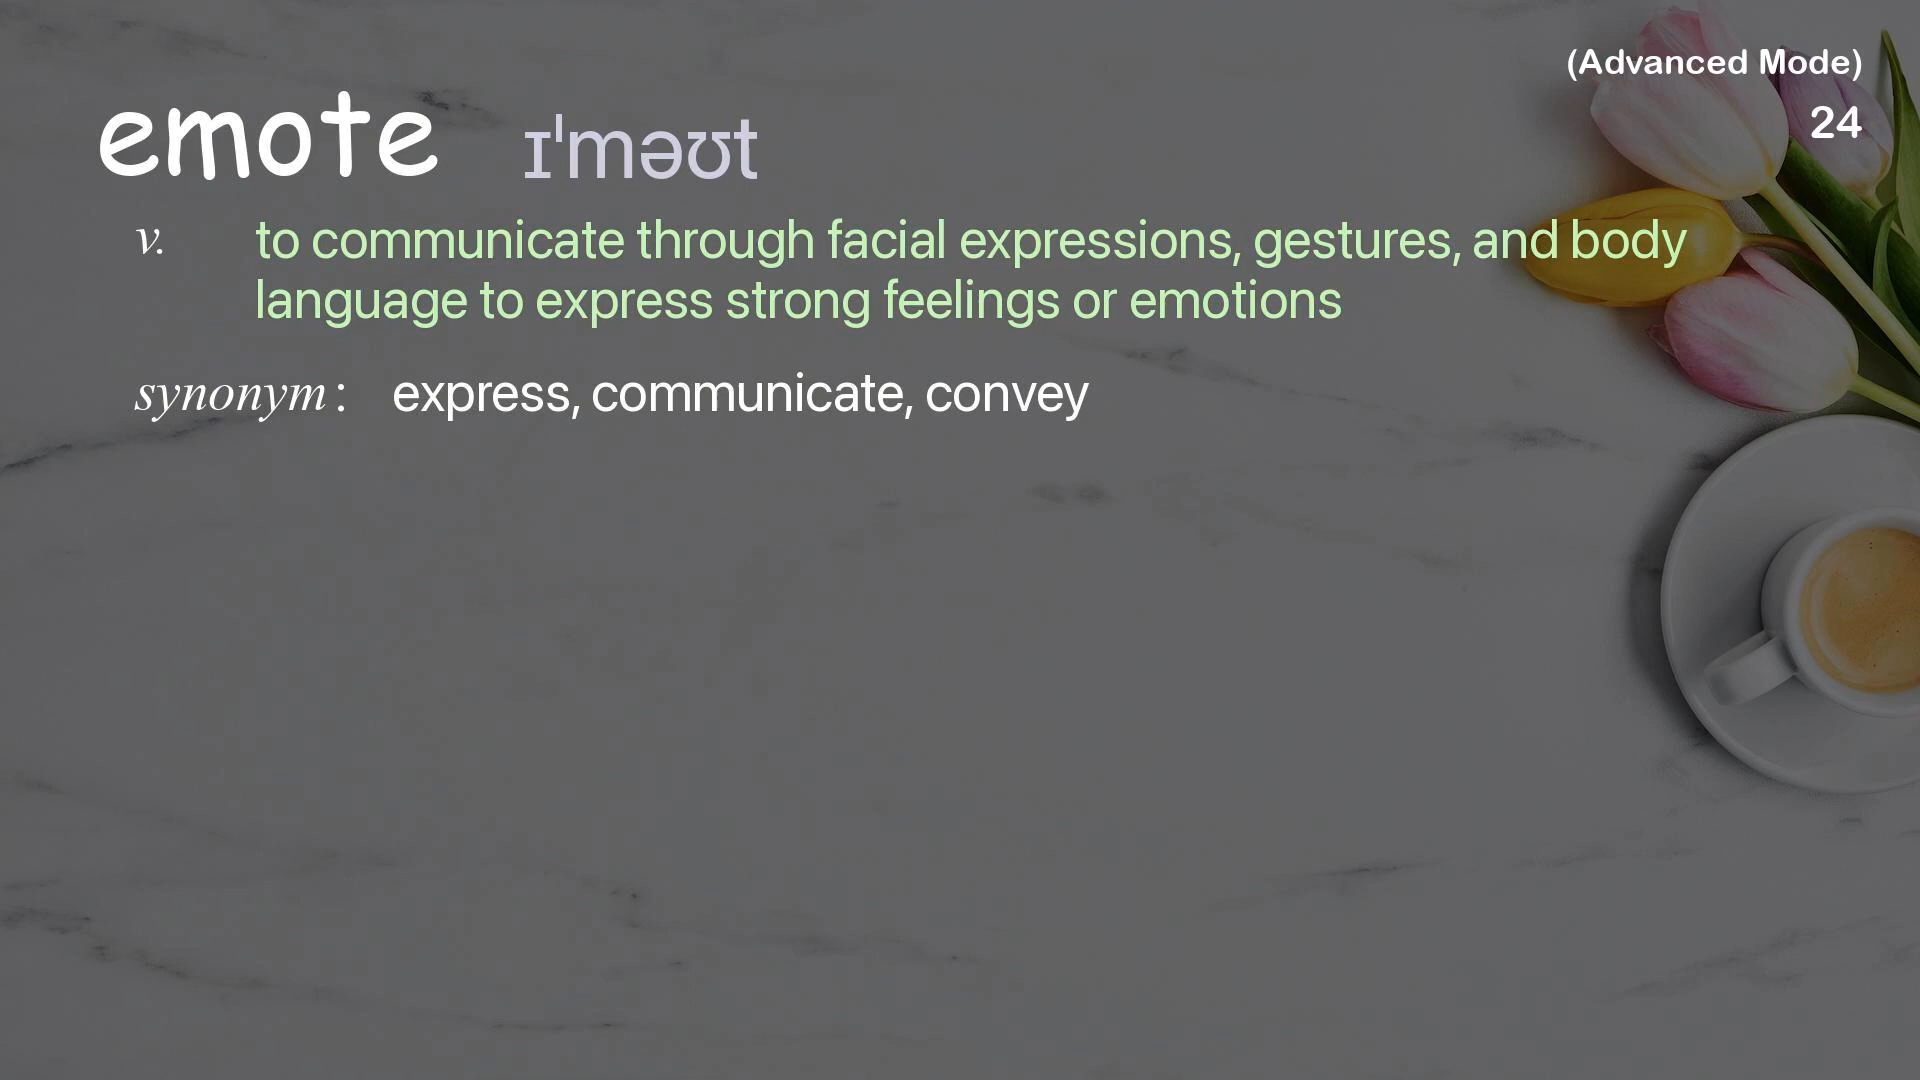 (Advanced Mode)
24
emote ɪˈməʊt
v. to communicate through facial expressions, gestures, and body
language to express strong feelings or emotions
synonym : express, communicate, convey